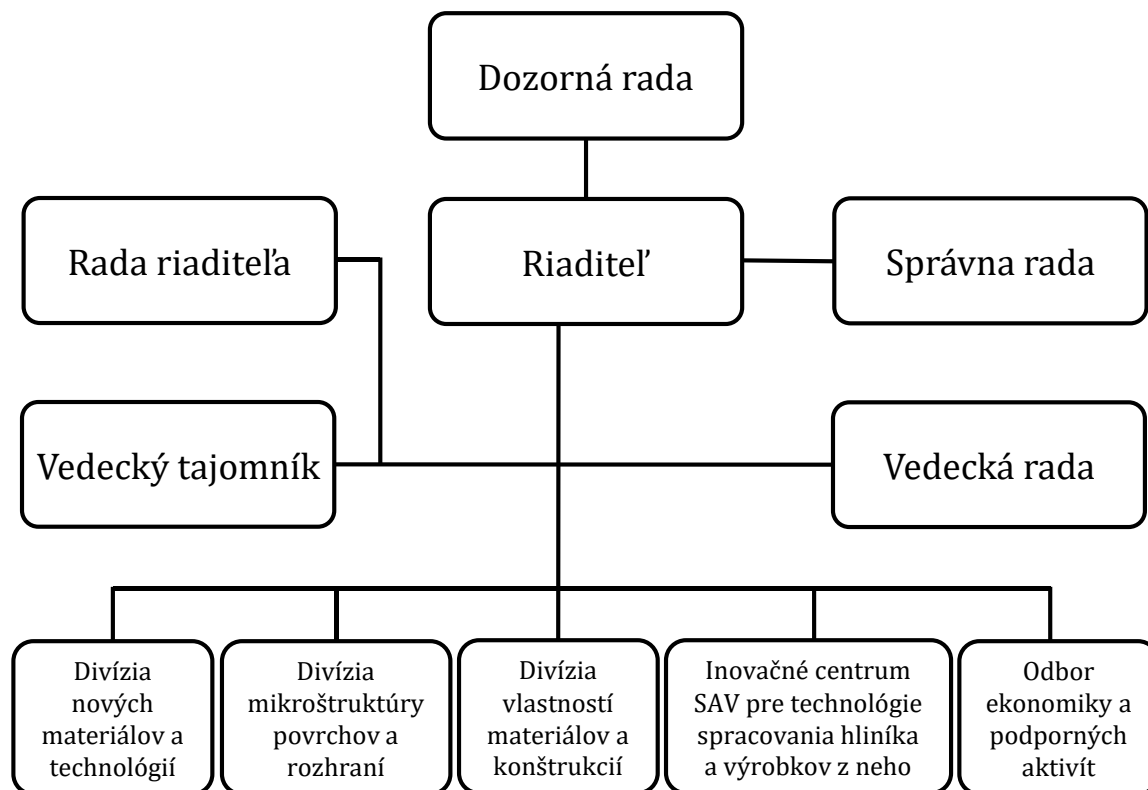 Dozorná rada
Rada riaditeľa
Riaditeľ
Správna rada
Vedecký tajomník
Vedecká rada
Divízia
nových
materiálov a
technológií
Divízia
mikroštruktúry
povrchov a
rozhraní
Divízia
vlastností
materiálov a
konštrukcií
Inovačné centrum
SAV pre technológie
spracovania hliníka
a výrobkov z neho
Odbor
ekonomiky a
podporných
aktivít